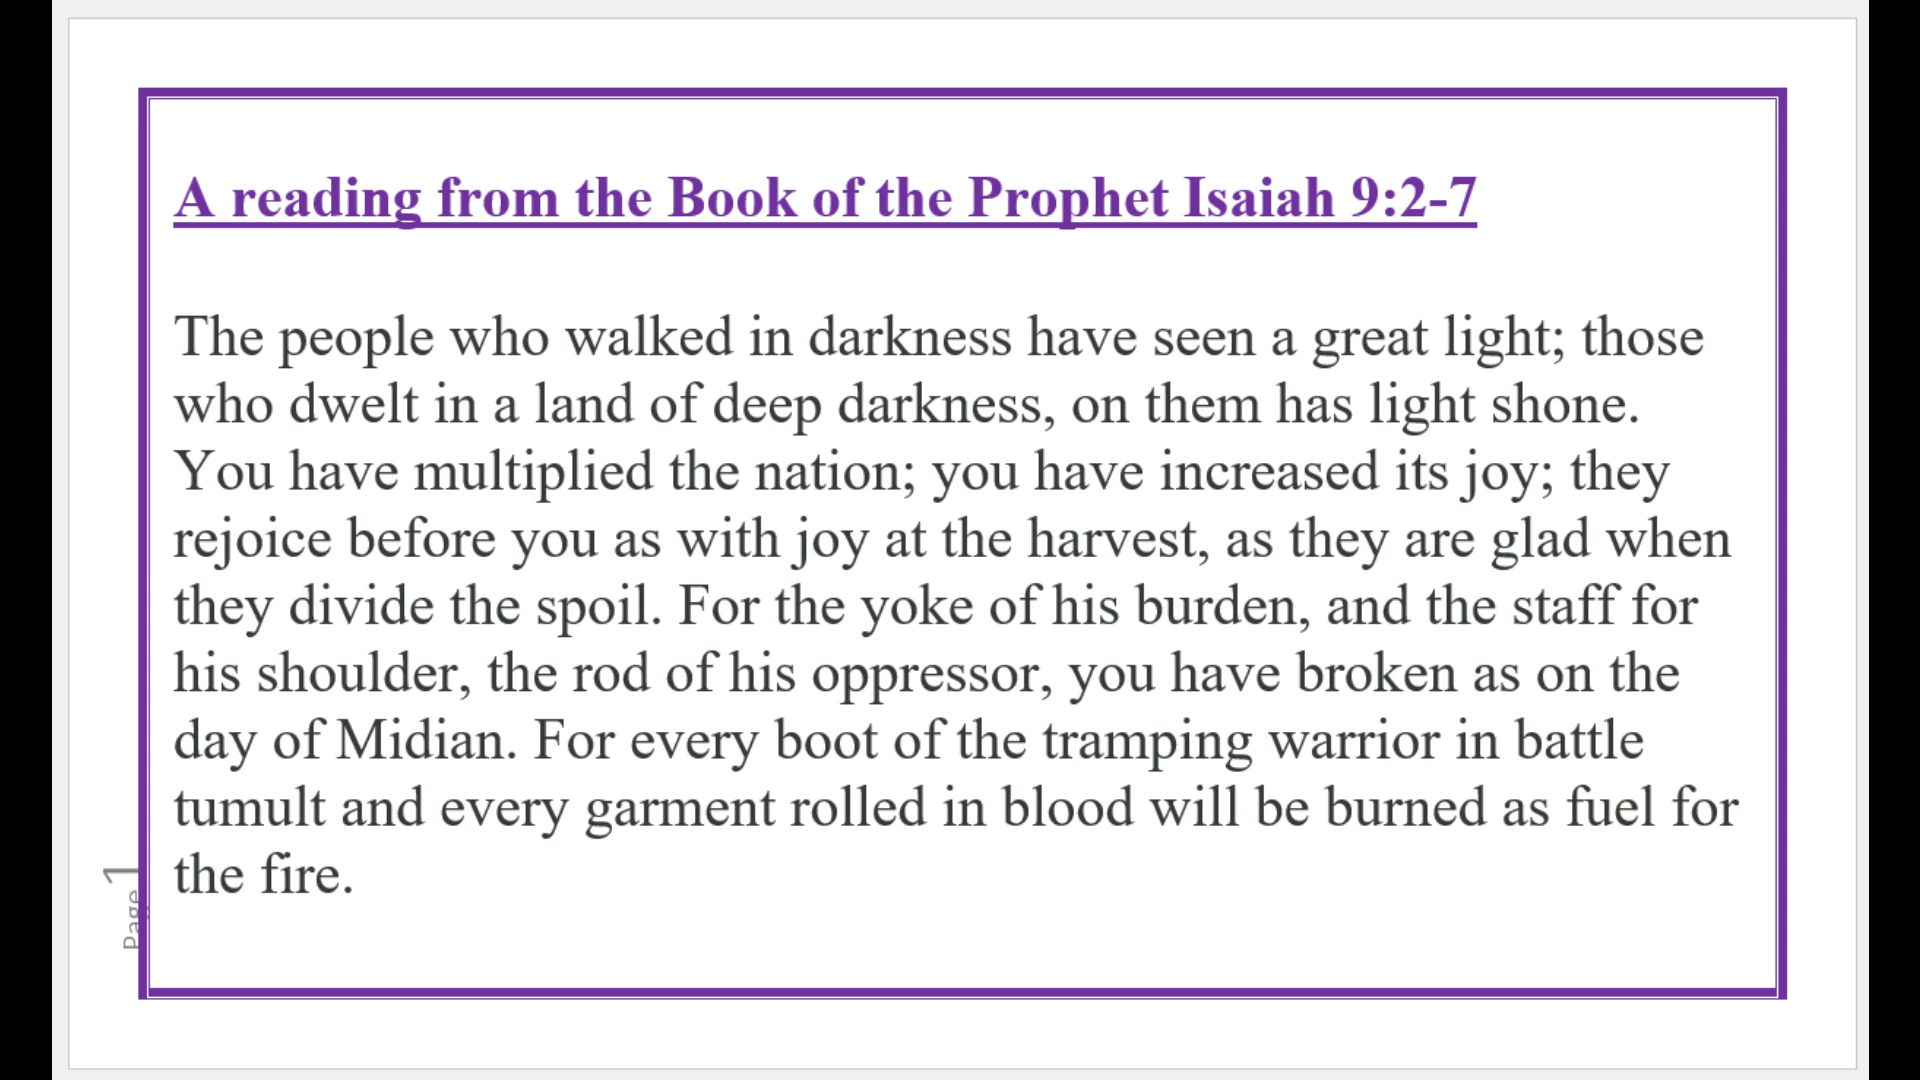 A reading from the Book of the Prophet Isaiah 9:2-7
The people who walked in darkness have seen a great light; those
who dwelt in a land of deep darkness, on them has light shone.
You have multiplied the nation; you have increased its joy; they
rejoice before you as with joy at the harvest, as they are glad when
they divide the spoil. For the yoke of his burden, and the staff for
his shoulder, the rod of his oppressor, you have broken as on the
day of Midian. For every boot of the tramping warrior in battle
tumult and every garment rolled in blood will be burned as fuel for
the fire.
Page 1